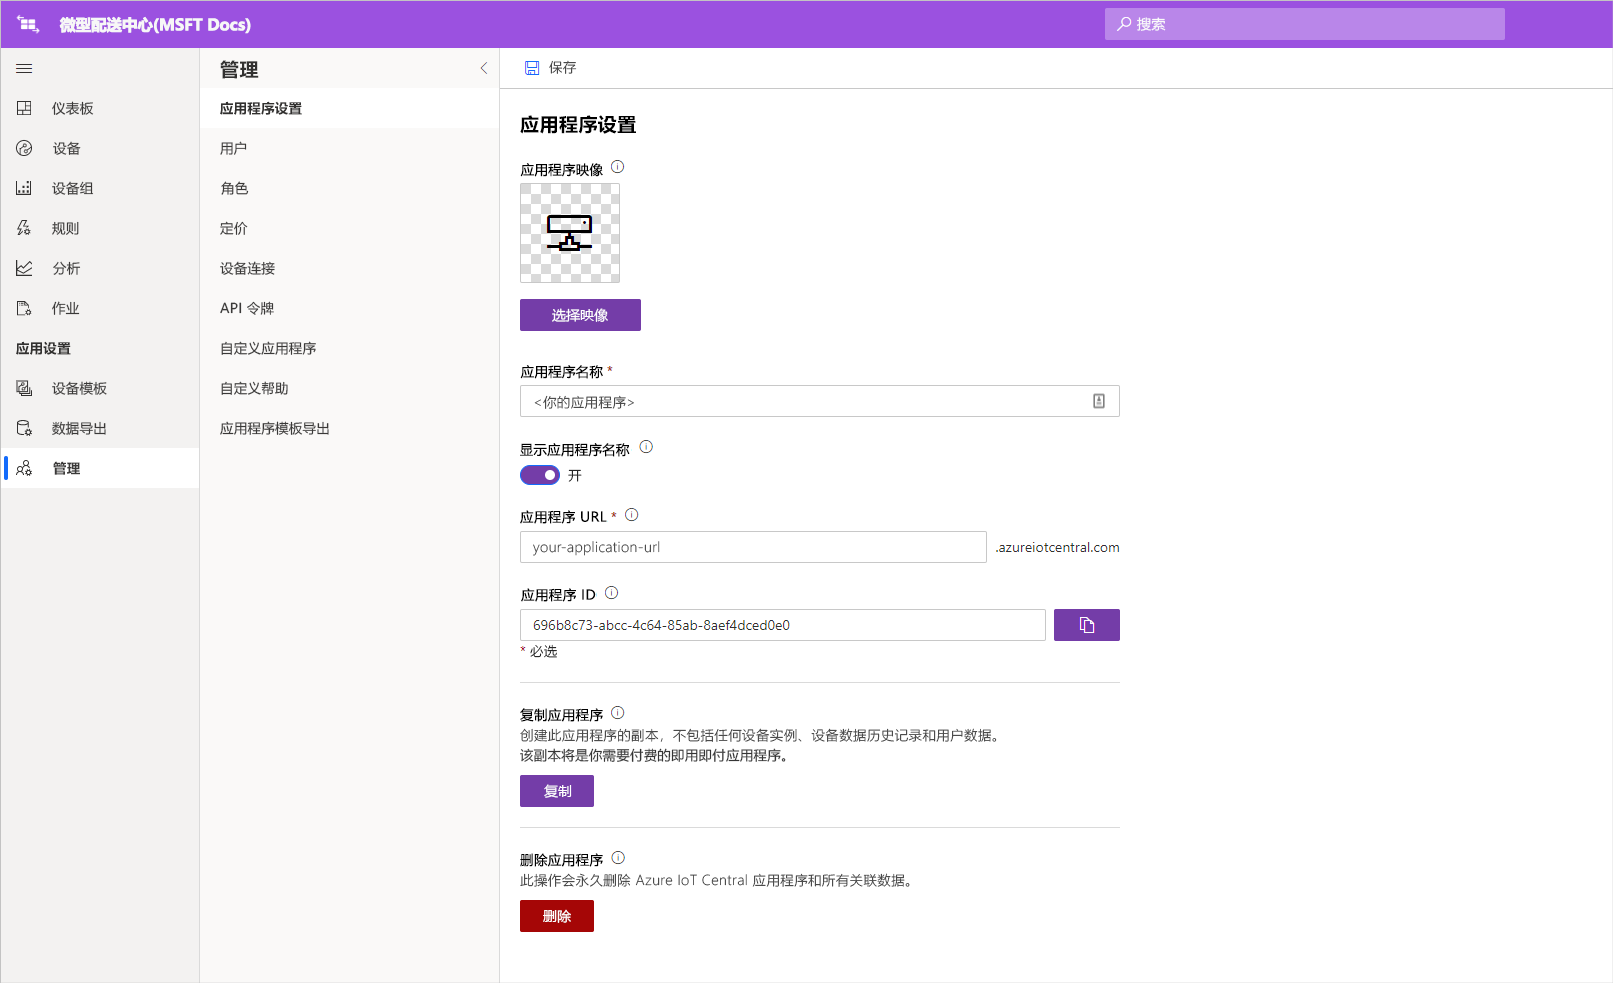 微型配送中心(MSFT Docs)
搜索
仪表板
设备
设备组
规则
分析
作业
应用设置
设备模板
数据导出
管理
管理
应用程序设置
用户
角色
定价
设备连接
API 令牌
自定义应用程序
自定义帮助
应用程序模板导出
保存
应用程序设置
应用程序映像
选择映像
应用程序名称 *
<你的应用程序>
显示应用程序名称
开
应用程序 URL *
your-application-url .azureiotcentral.com
应用程序 ID
696b8c73-abcc-4c64-85ab-8aef4dced0e0
* 必选
复制应用程序
创建此应用程序的副本，不包括任何设备实例、设备数据历史记录和用户数据。
该副本将是你需要付费的即用即付应用程序。
复制
删除应用程序
此操作会永久删除 Azure IoT Central 应用程序和所有关联数据。
删除